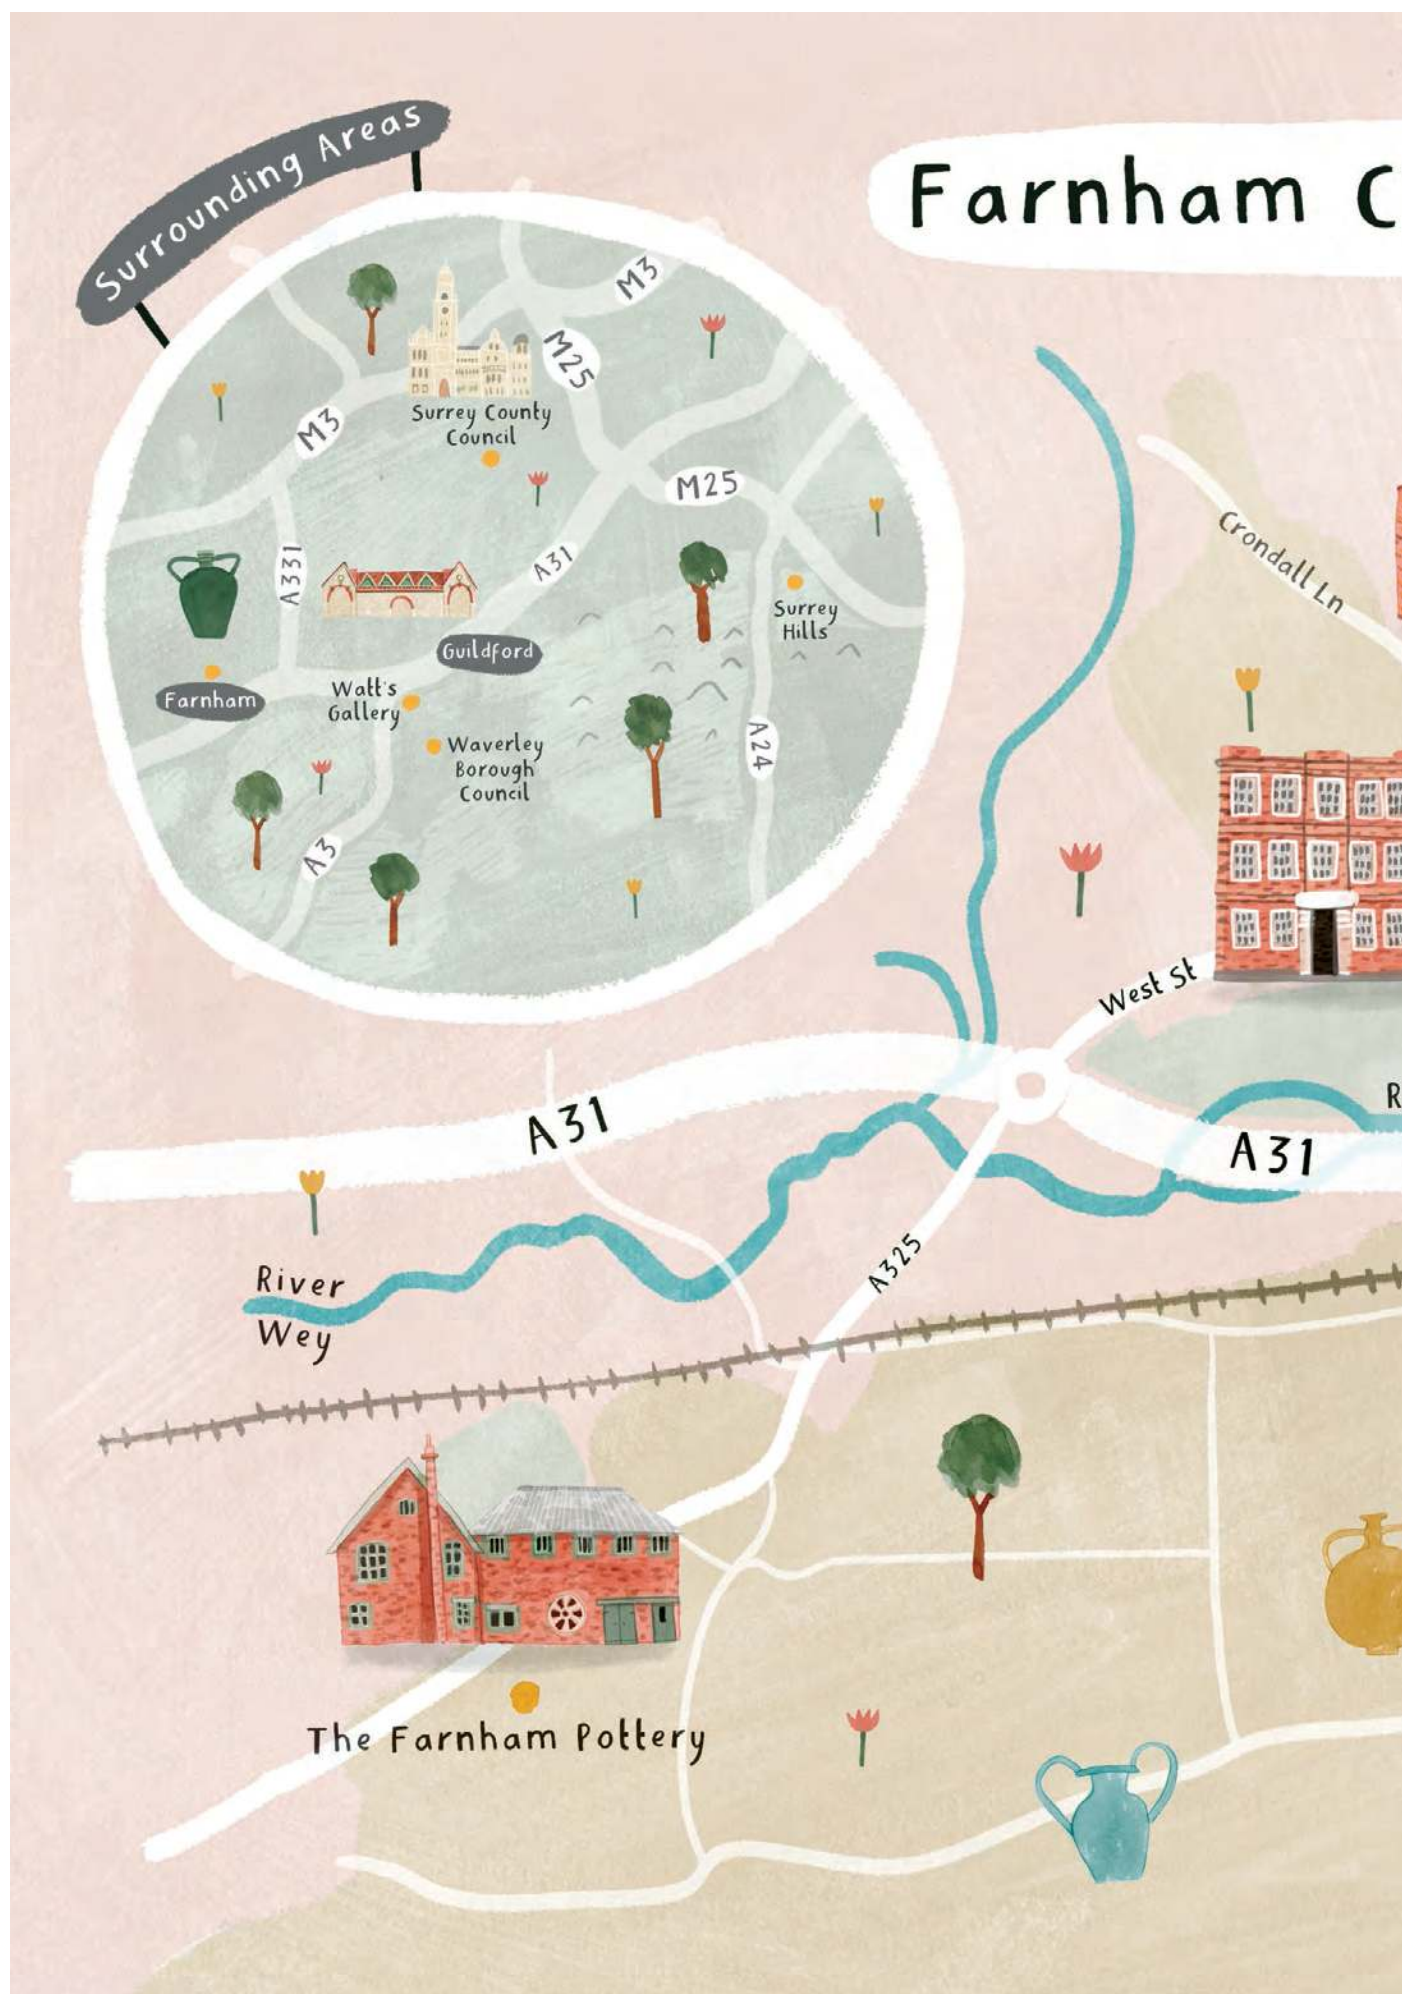 Surrounding Areas
Farnham C
M3
M25
M3
Surrey County
Council
M25
A331
A31
Surrey
Hills
Guildford
Farnham
Watt's
Gallery
A24
Waverley
Borough
Council
A3
Crondall Ln
West St
R
A31
A31
A325
River
Wey
The Farnham Pottery